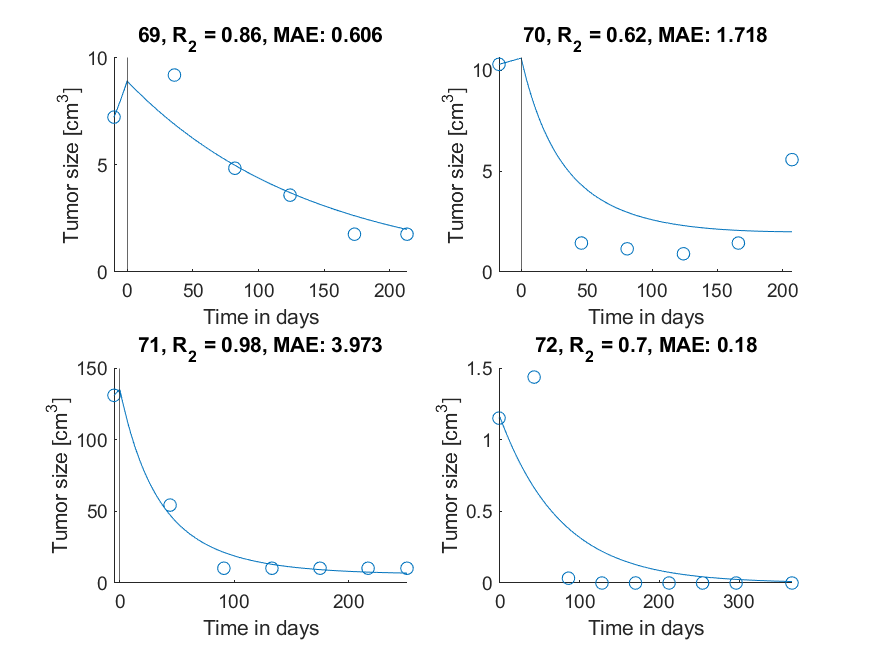 69, R2 = 0.86, MAE: 0.606
10
5
0
Tumor size [cm3]
0 50 100 150 200
Time in days
70, R2 = 0.62, MAE: 1.718
10
5
0
Tumor size [cm3]
0 50 100 150 200
Time in days
71, R2 = 0.98, MAE: 3.973
150
100
50
0
Tumor size [cm3]
0 100 200
Time in days
72, R2 = 0.7, MAE: 0.18
1.5
1
0.5
0
Tumor size [cm3]
0 100 200 300
Time in days